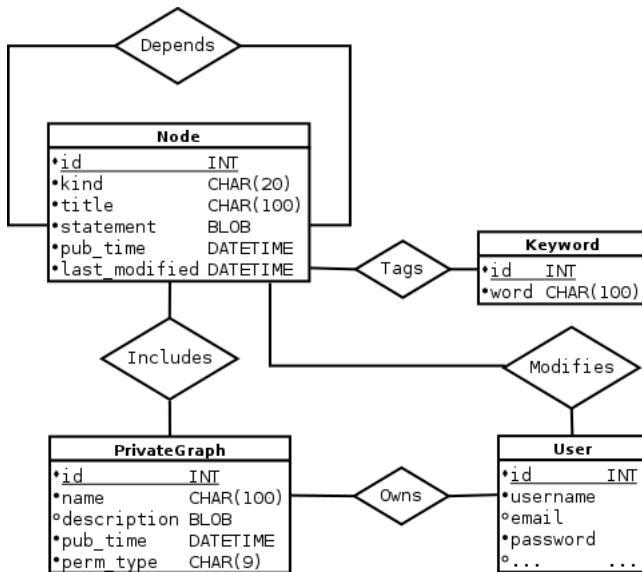 Depends
Node
id INT
kind CHAR(20)
title CHAR(100)
statement BLOB
pub_time DATETIME
last_modified DATETIME
Tags
Keyword
id INT
word CHAR(100)
Includes
Modifies
PrivateGraph
id INT
name CHAR(100)
description BLOB
pub_time DATETIME
perm_type CHAR(9)
Owns
User
id INT
username
email
password
... ...